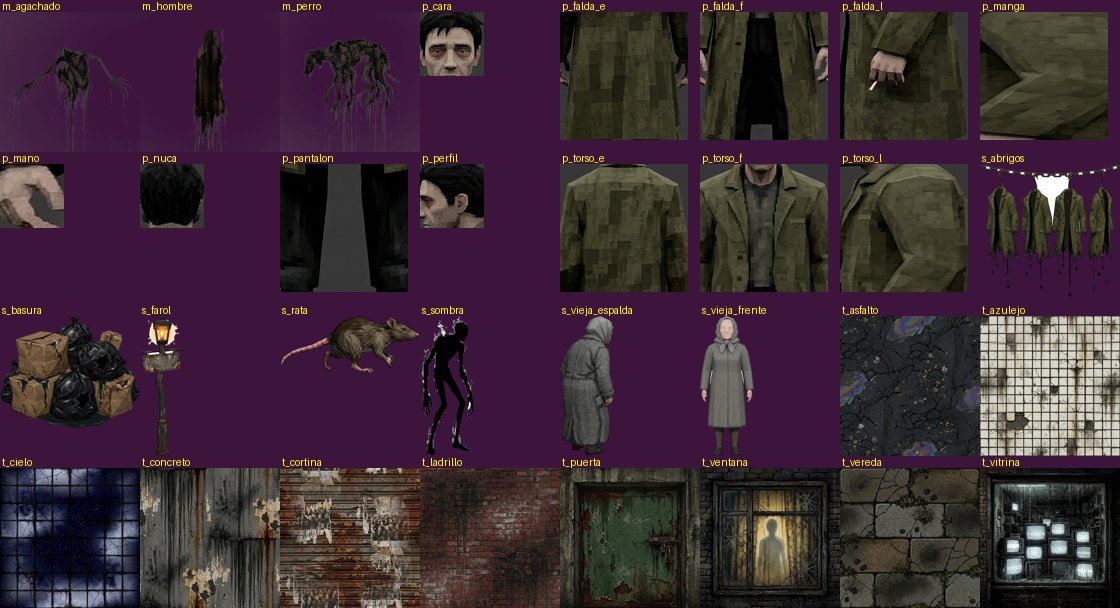 m_agachado m_hombre m_perro p_cara p_falda_e p_falda_f p_falda_l p_manga
p_mano p_nuca p_pantalon p_perfil p_torso_e p_torso_f p_torso_l s_abrigos
s_basura s_farol s_rata s_sombra s_vieja_espalda s_vieja_frente t_asfalto t_azulejo
t_cielo t_concreto t_cortina t_ladrillo t_puerta t_ventana t_vereda t_vitrina